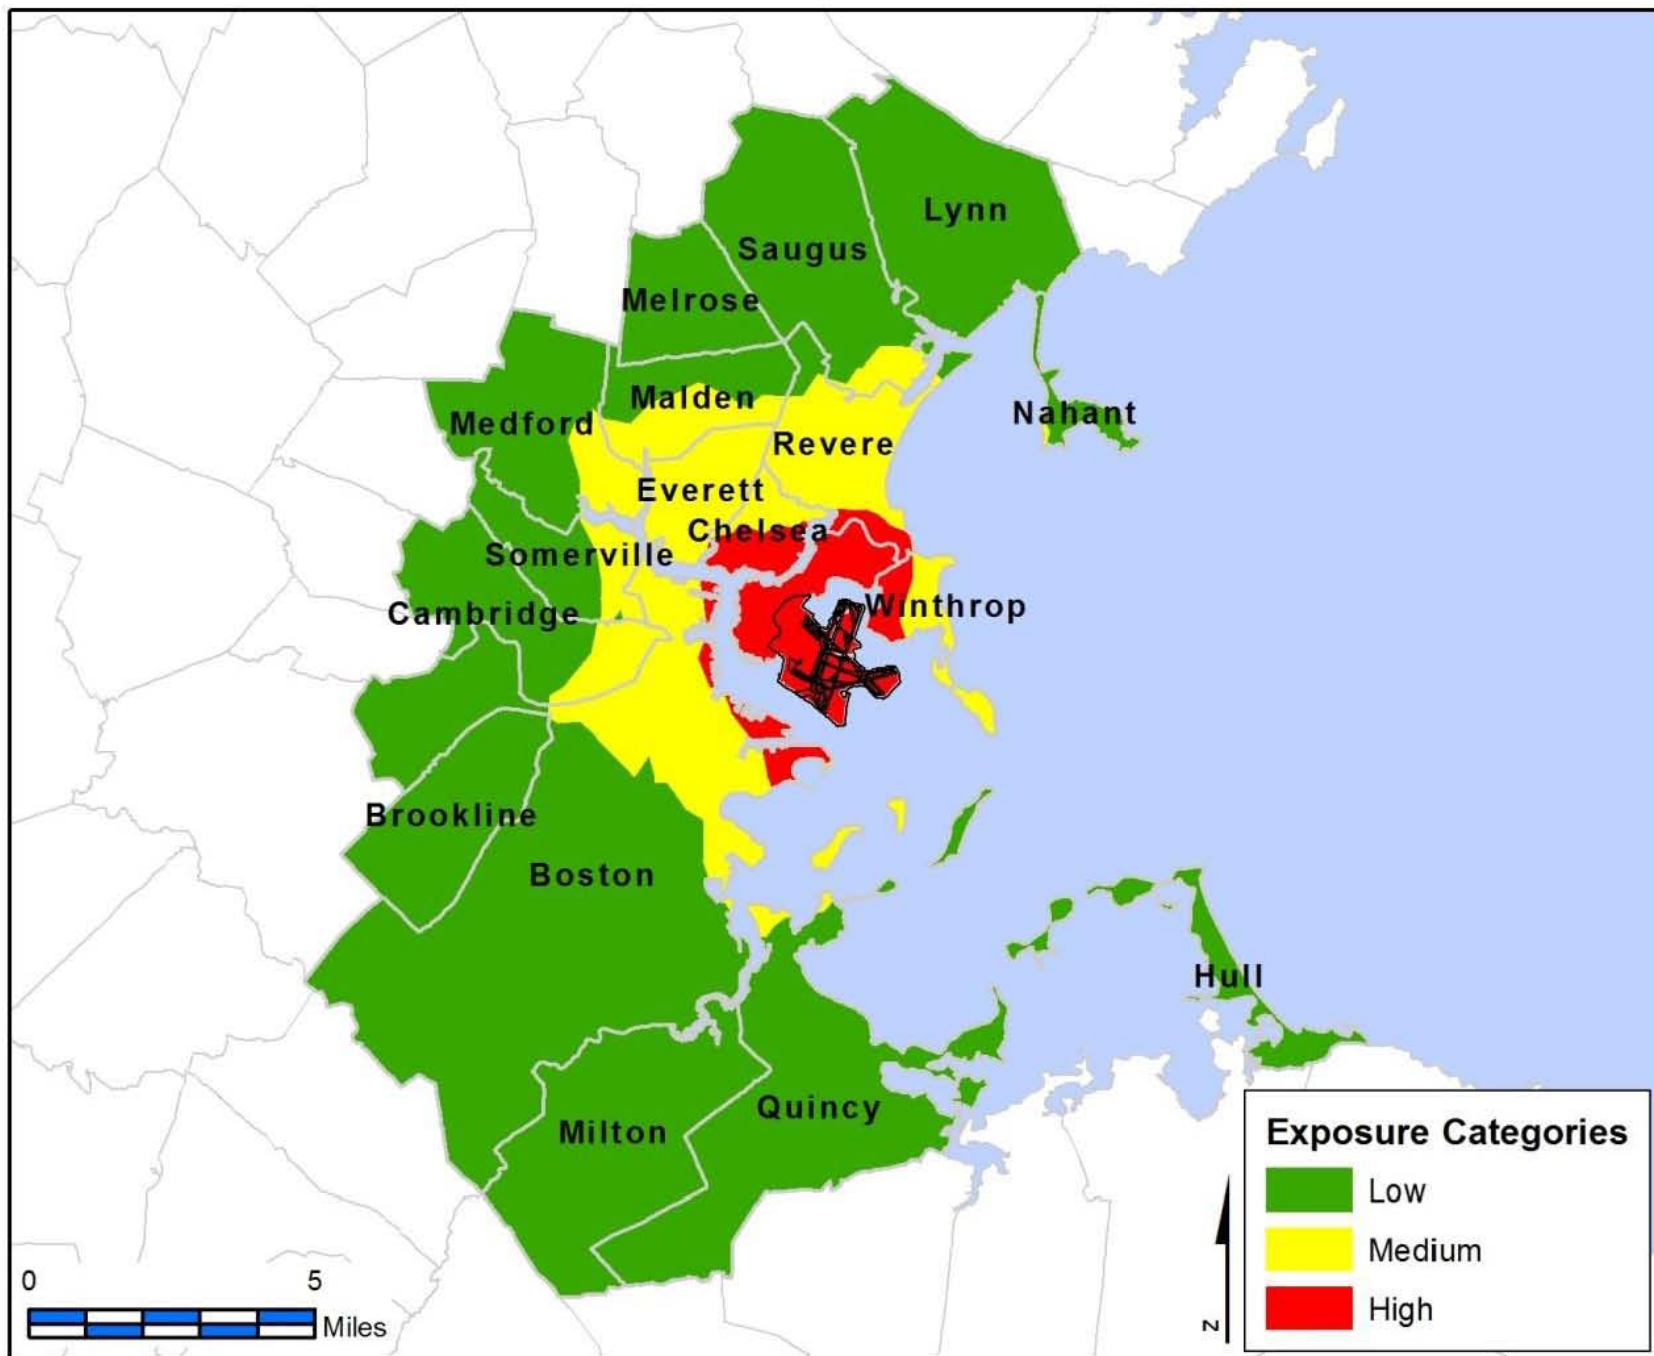 Lynn
Saugus
Melrose
Malden
Medford
Nahant
Revere
Everett
Chelsea
Somerville
Winthrop
Cambridge
Brookline
Boston
Hull
Quincy
Milton
Exposure Categories
Low
Medium
High
0 5
Miles
N